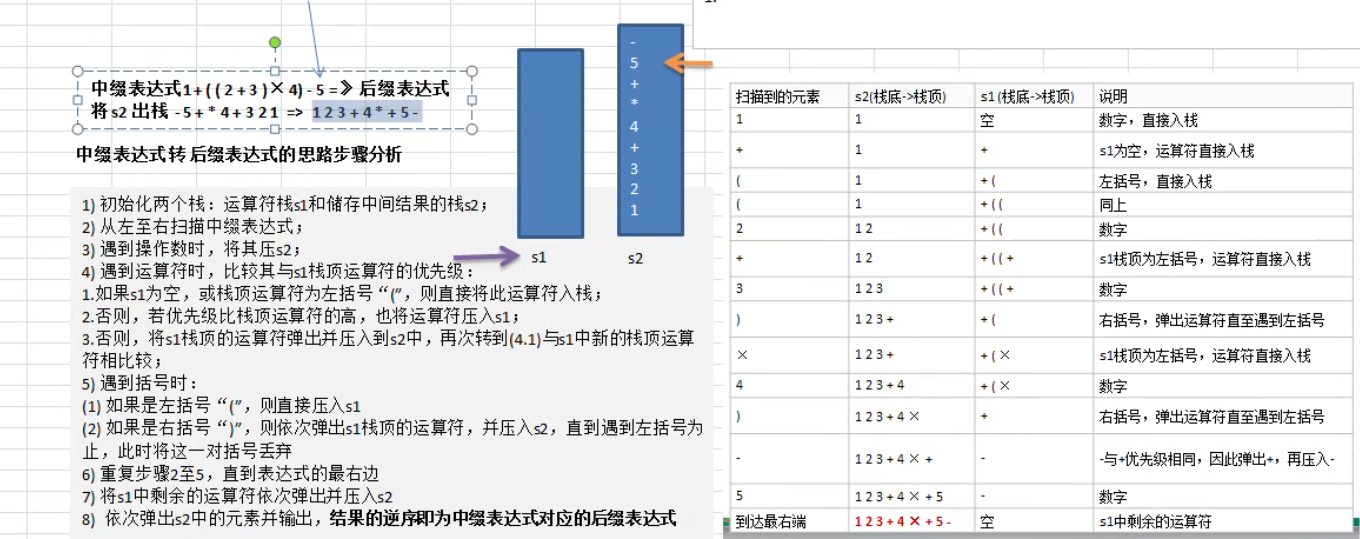 中缀表达式1+((2+3)×4)-5=》后缀表达式
将s2出栈 -5+*4+321 => 123+4*+5-
中缀表达式转后缀表达式的思路步骤分析
1) 初始化两个栈：运算符栈s1和储存中间结果的栈s2；
2) 从左至右扫描中缀表达式；
3) 遇到操作数时，将其压s2；
4) 遇到运算符时，比较其与s1栈顶运算符的优先级：
1.如果s1为空，或栈顶运算符为左括号“(”，则直接将此运算符入栈；
2.否则，若优先级比栈顶运算符的高，也将运算符压入s1；
3.否则，将s1栈顶的运算符弹出并压入到s2中，再次转到(4.1)与s1中新的栈顶运算
符相比较；
5) 遇到括号时：
(1) 如果是左括号“(”，则直接压入s1
(2) 如果是右括号“)”，则依次弹出s1栈顶的运算符，并压入s2，直到遇到左括号为
止，此时将这一对括号丢弃
6) 重复步骤2至5，直到表达式的最右边
7) 将s1中剩余的运算符依次弹出并压入s2
8) 依次弹出s2中的元素并输出，结果的逆序即为中缀表达式对应的后缀表达式
-
5
+
*
4
+
3
2
1
s1
s2
扫描到的元素 s2(栈底->栈顶) s1 (栈底->栈顶) 说明
1 1 空 数字，直接入栈
+ 1 + s1为空，运算符直接入栈
( 1 + ( 左括号，直接入栈
( 1 + ( ( 同上
2 1 2 + ( ( 数字
+ 1 2 + ( ( + s1栈顶为左括号，运算符直接入栈
3 1 2 3 + ( ( + 数字
) 1 2 3 + + ( 右括号，弹出运算符直至遇到左括号
× 1 2 3 + + ( × s1栈顶为左括号，运算符直接入栈
4 1 2 3 + 4 + ( × 数字
) 1 2 3 + 4 × + 右括号，弹出运算符直至遇到左括号
- 1 2 3 + 4 × + - -与+优先级相同，因此弹出+，再压入-
5 1 2 3 + 4 × + 5 - 数字
到达最右端 1 2 3 + 4 × + 5 - 空 s1中剩余的运算符